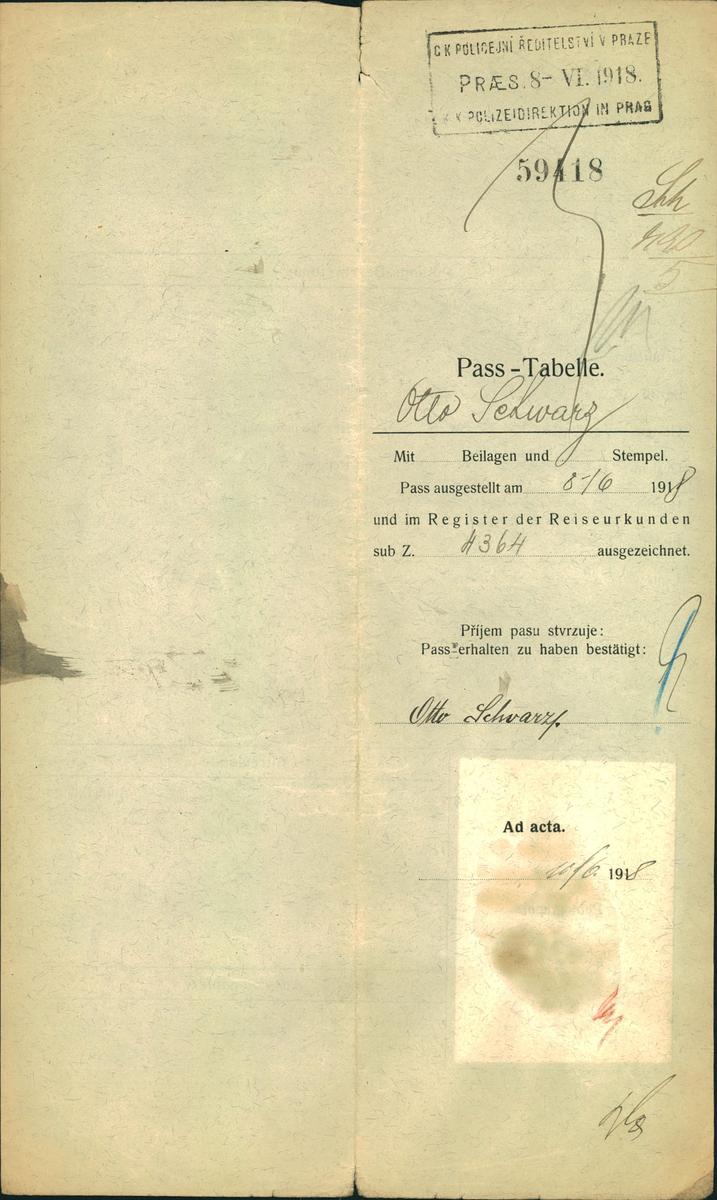 C K POLICEJNÍ ŘEDITELSTVÍ V PRAZE
PRÆS. 8- VI. 1918.
K K POLIZEIDIREKTION IN PRAG
59418
Pass-Tabelle.
Otto Schwarz
Mit Beilagen und Stempel.
Pass ausgestellt am 8/6 1918
und im Register der Reiseurkunden
sub Z. 4364 ausgezeichnet.
Příjem pasu stvrzuje:
Pass erhalten zu haben bestätigt:
Otto Schwarz.
Ad acta.
10/6 1918